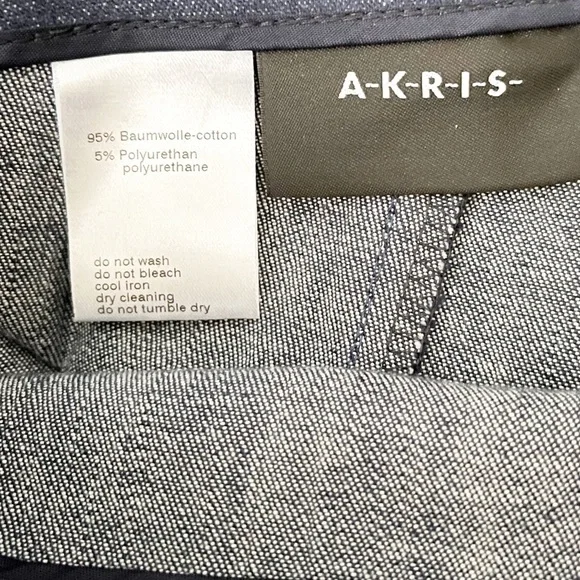 A-K-R-I-S-
95% Baumwolle-cotton
5% Polyurethan
polyurethane
do not wash
do not bleach
cool iron
dry cleaning
do not tumble dry